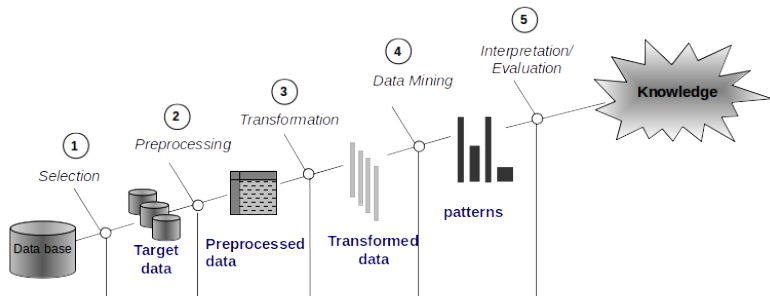 5
Interpretation/
Evaluation
4
Data Mining
Knowledge
3
Transformation
2
Preprocessing
1
Selection
Data base
Target
data
Preprocessed
data
Transformed
data
patterns